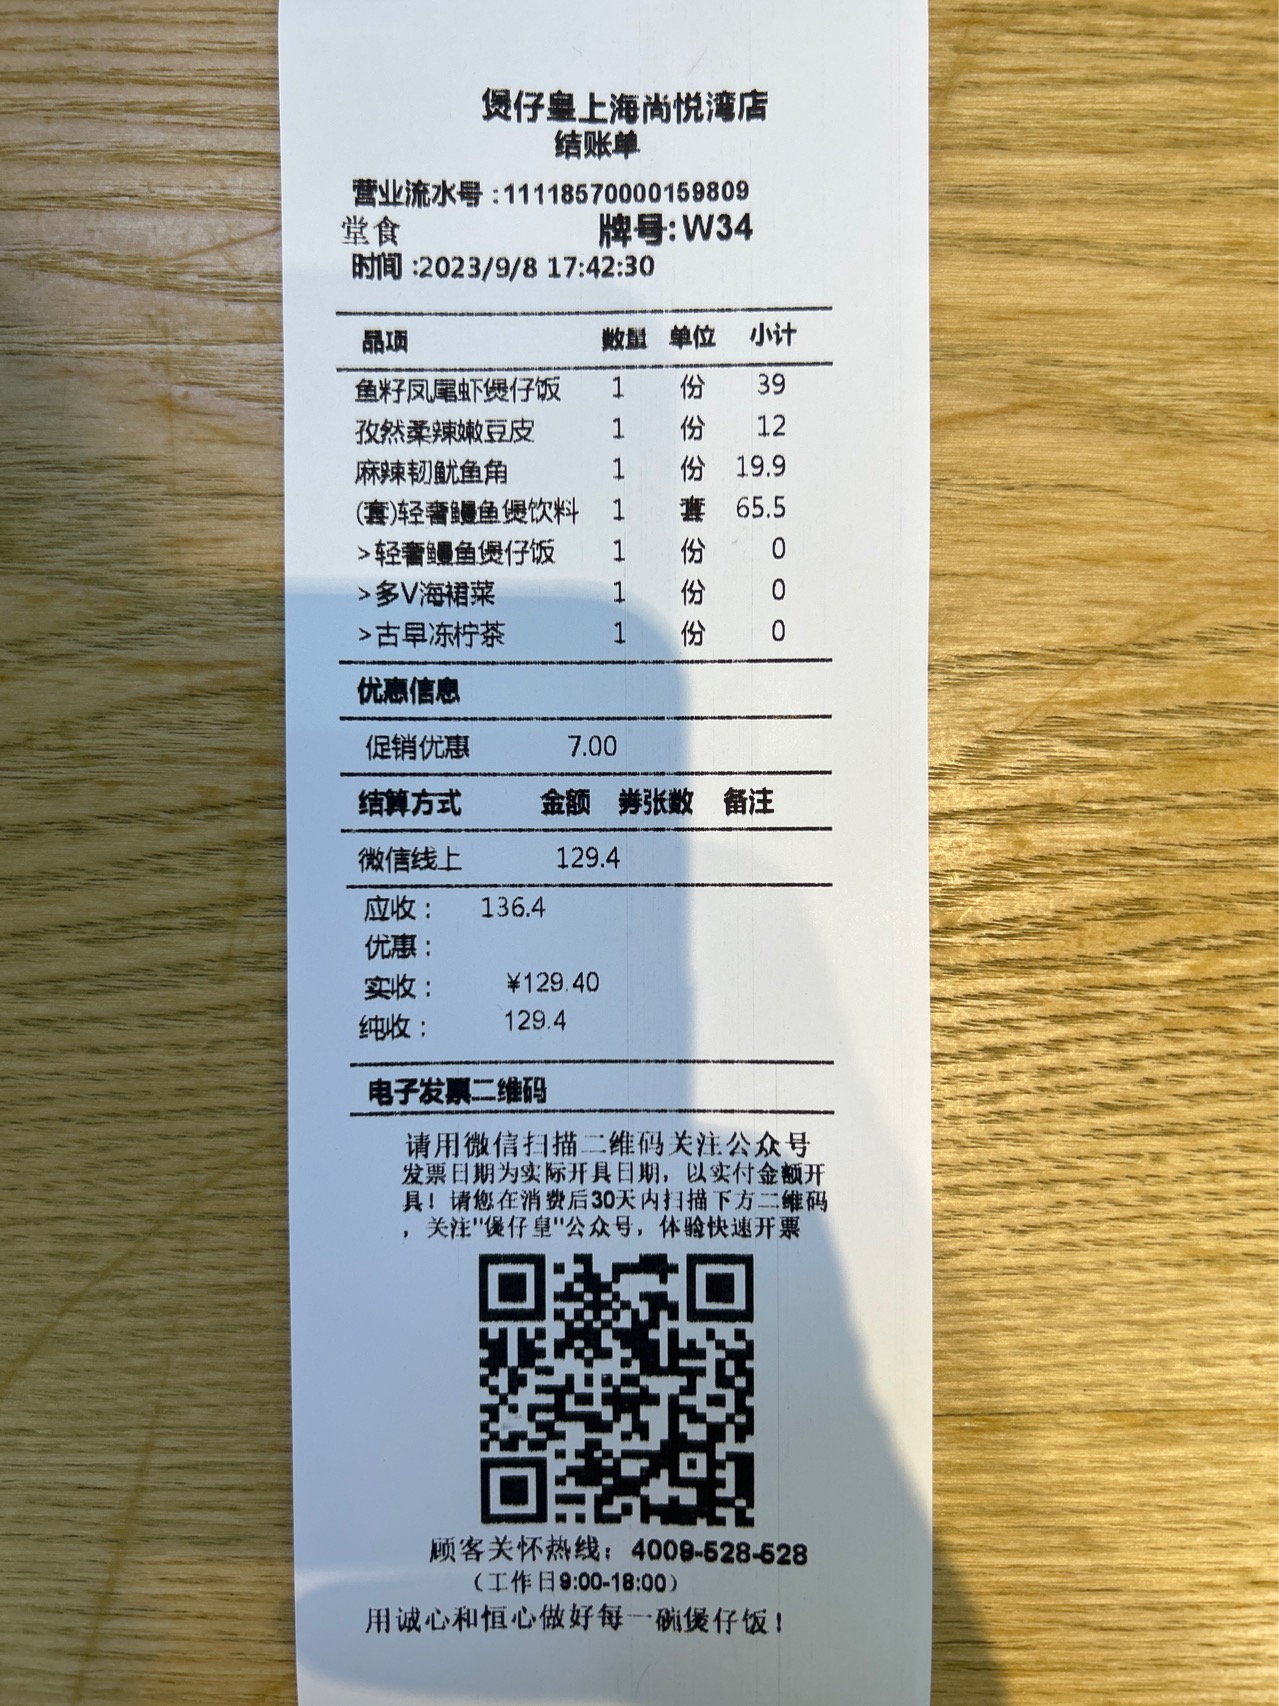 煲仔皇上海尚悦湾店
结账单
营业流水号:11118570000159809
堂食 牌号:W34
时间:2023/9/8 17:42:30
品项 数量 单位 小计
鱼籽凤尾虾煲仔饭 1 份 39
孜然柔辣嫩豆皮 1 份 12
麻辣韧鱿鱼角 1 份 19.9
(套)轻奢鳗鱼煲饮料 1 套 65.5
>轻奢鳗鱼煲仔饭 1 份 0
>多V海裙菜 1 份 0
>古早冻柠茶 1 份 0
优惠信息
促销优惠 7.00
结算方式 金额 券张数 备注
微信线上 129.4
应收： 136.4
优惠：
实收： ¥129.40
纯收： 129.4
电子发票二维码
请用微信扫描二维码关注公众号
发票日期为实际开具日期，以实付金额开
具！请您在消费后30天内扫描下方二维码
，关注"煲仔皇"公众号，体验快速开票
顾客关怀热线：4009-528-528
（工作日9:00-18:00）
用诚心和恒心做好每一碗煲仔饭！